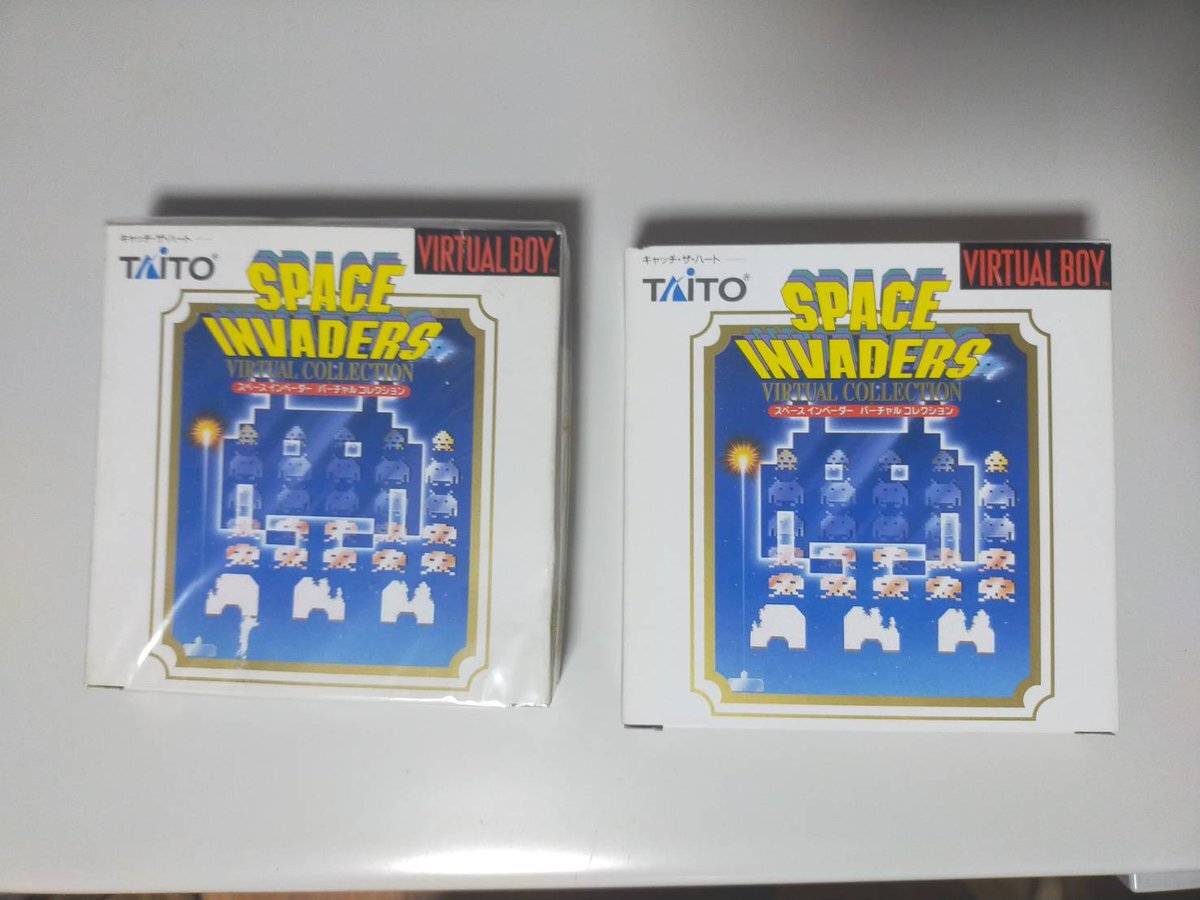 キャッチ・ザ・ハート
TAITO®
VIRTUAL BOY™
SPACE
INVADERS
VIRTUAL COLLECTION
スペースインベーダー バーチャルコレクション
キャッチ・ザ・ハート
TAITO®
VIRTUAL BOY™
SPACE
INVADERS
VIRTUAL COLLECTION
スペースインベーダー バーチャルコレクション